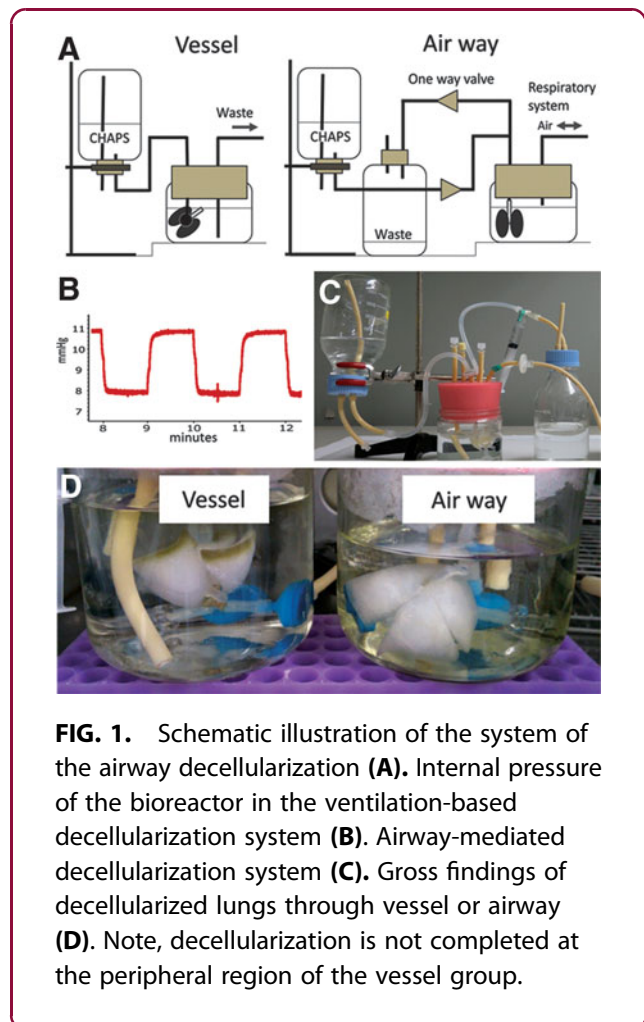 A
Vessel
Air way
One way valve
Respiratory
system
Air
Waste
CHAPS
CHAPS
Waste
B
11
10
9
8
7
mmHg
8 9 10 11 12
minutes
C
D
Vessel
Air way
FIG. 1. Schematic illustration of the system of
the airway decellularization (A). Internal pressure
of the bioreactor in the ventilation-based
decellularization system (B). Airway-mediated
decellularization system (C). Gross findings of
decellularized lungs through vessel or airway
(D). Note, decellularization is not completed at
the peripheral region of the vessel group.